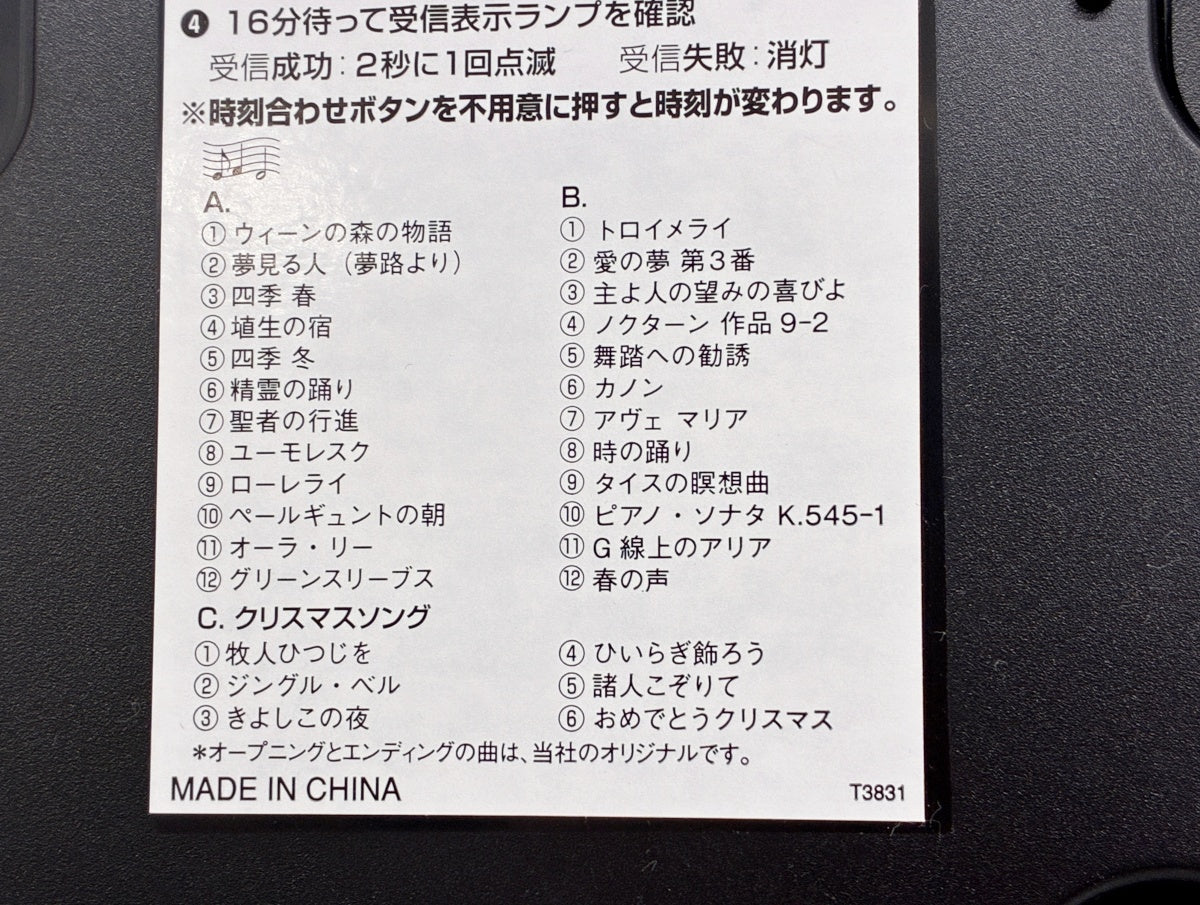 ❹ 16分待って受信表示ランプを確認
受信成功：2秒に1回点滅　受信失敗：消灯
※時刻合わせボタンを不用意に押すと時刻が変わります。
A.
①ウィーンの森の物語
②夢見る人（夢路より）
③四季 春
④埴生の宿
⑤四季 冬
⑥精霊の踊り
⑦聖者の行進
⑧ユーモレスク
⑨ローレライ
⑩ペールギュントの朝
⑪オーラ・リー
⑫グリーンスリーブス
B.
① トロイメライ
② 愛の夢 第3番
③ 主よ人の望みの喜びよ
④ ノクターン 作品 9-2
⑤ 舞踏への勧誘
⑥ カノン
⑦ アヴェ マリア
⑧ 時の踊り
⑨ タイスの瞑想曲
⑩ ピアノ・ソナタ K.545-1
⑪ G 線上のアリア
⑫ 春の声
C. クリスマスソング
①牧人ひつじを
②ジングル・ベル
③きよしこの夜
④ ひいらぎ飾ろう
⑤ 諸人こぞりて
⑥ おめでとうクリスマス
*オープニングとエンディングの曲は、当社のオリジナルです。
MADE IN CHINA
T3831